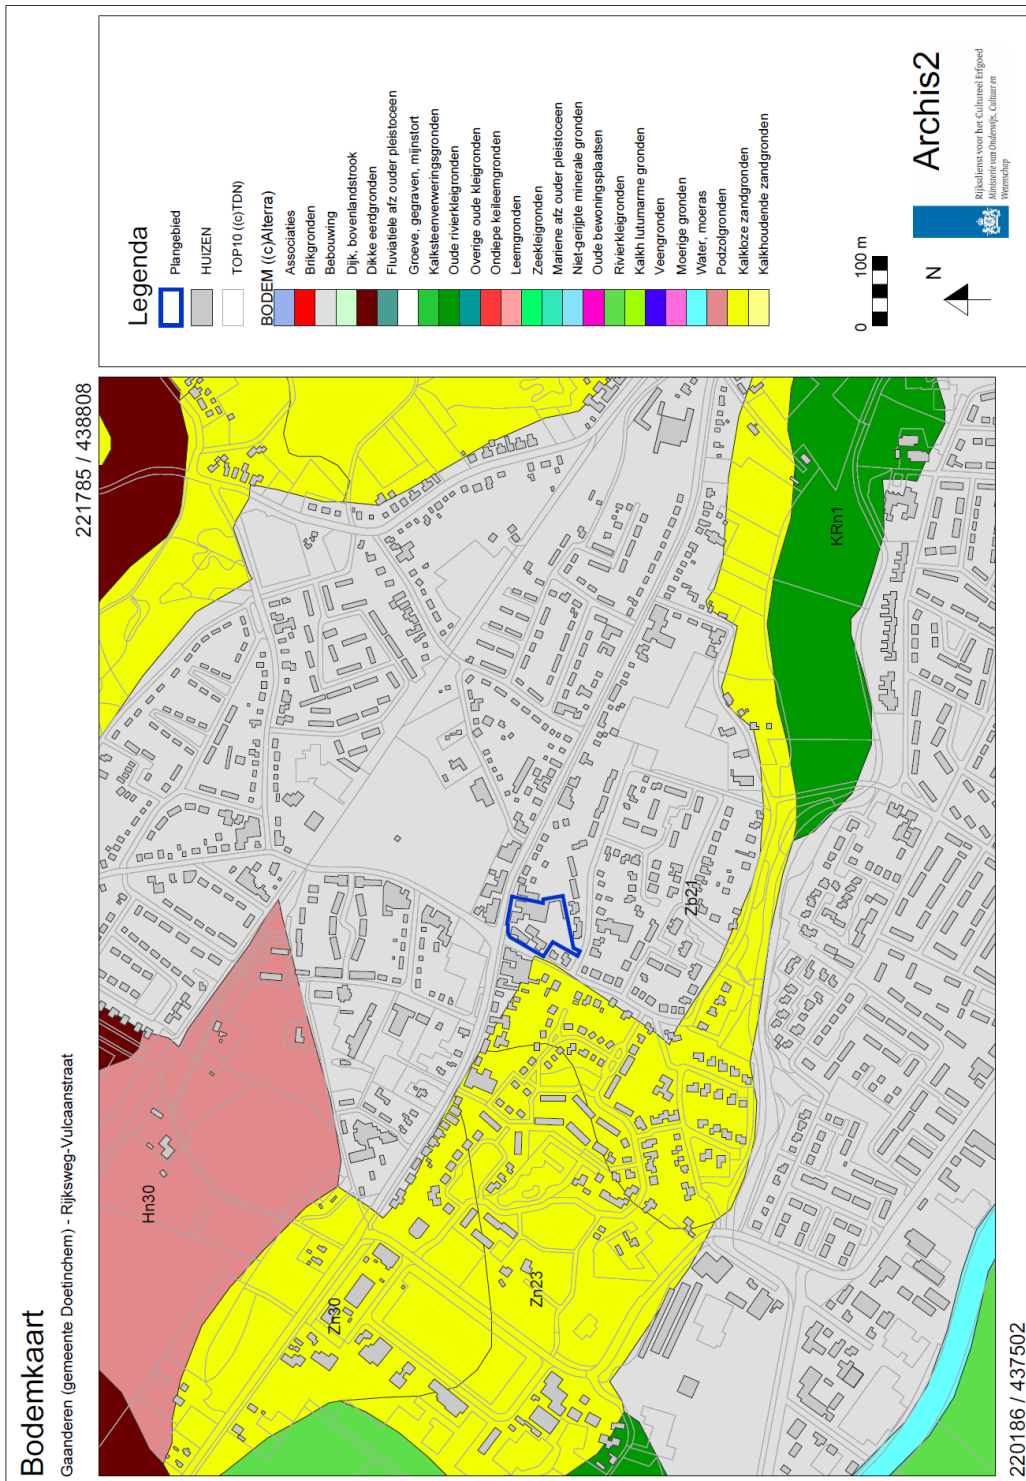 Bodemkaart
Gaanderen (gemeente Doetinchem) - Rijksweg-Vulcaanstraat
221785 / 438808
220186 / 437502
Hn30
Zn30
Zn23
Zb21
KRn1
Legenda
Plangebied
HUIZEN
TOP10 ((c)TDN)
BODEM ((c)Alterra)
Associaties
Brikgronden
Bebouwing
Dijk, bovenlandstrook
Dikke eerdgronden
Fluviatiele afz ouder pleistoceen
Groeve, gegraven, mijnstort
Kalksteenverweringsgronden
Oude rivierkleigronden
Overige oude kleigronden
Ondiepe keileemgronden
Leemgronden
Zeekleigronden
Mariene afz ouder pleistoceen
Niet-gerijpte minerale gronden
Oude bewoningsplaatsen
Rivierkleigronden
Kalkh lutumarme gronden
Veengronden
Moerige gronden
Water, moeras
Podzolgronden
Kalkloze zandgronden
Kalkhoudende zandgronden
0 100 m
N
Archis2
Rijksdienst voor het Cultureel Erfgoed
Ministerie van Onderwijs, Cultuur en
Wetenschap